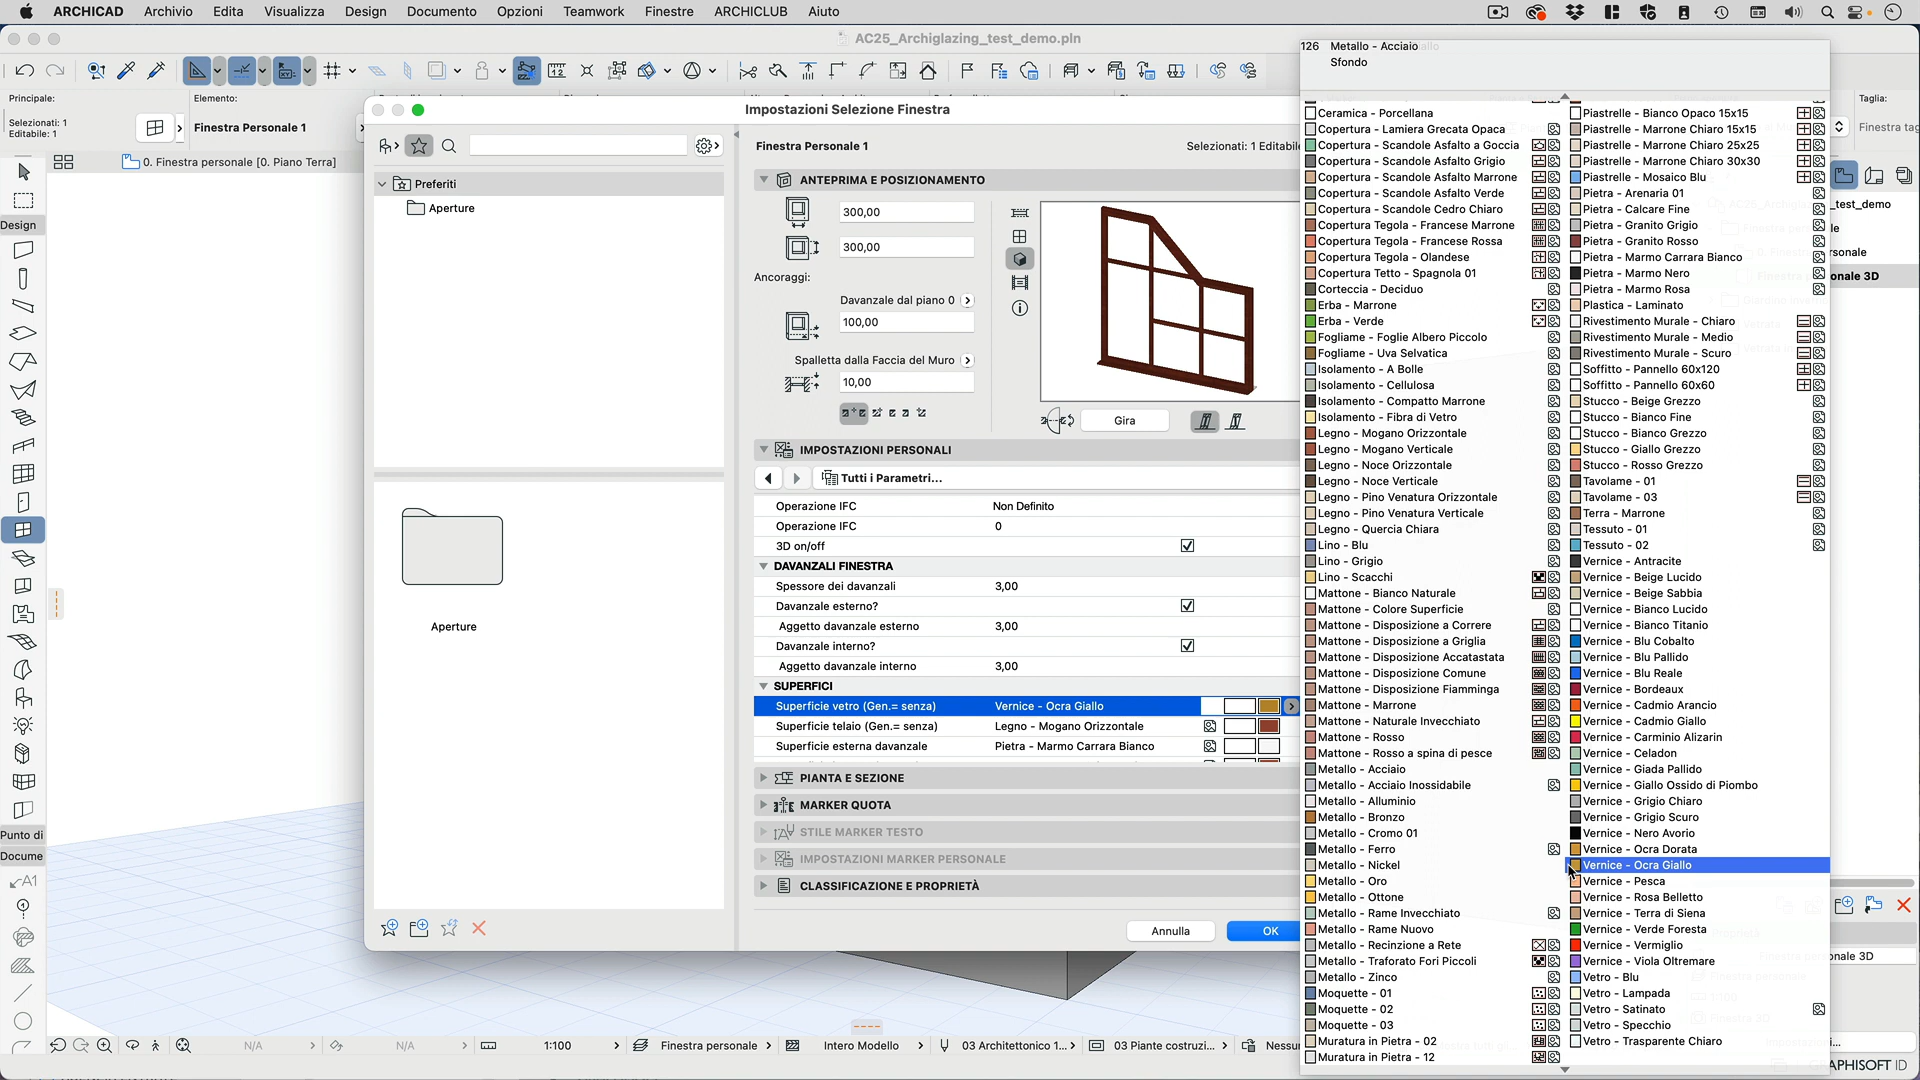 ARCHICAD Archivio Edita Visualizza Design Documento Opzioni Teamwork Finestre ARCHICLUB Aiuto
AC25_Archiglazing_test_demo.pln
Principale:
Selezionati: 1
Editabile: 1
Elemento:
Finestra Personale 1
0. Finestra personale [0. Piano Terra]
Design
Punto di
Docume
A1
Impostazioni Selezione Finestra
Preferiti
Aperture
Aperture
Finestra Personale 1
Selezionati: 1 Editabile
ANTEPRIMA E POSIZIONAMENTO
300,00
300,00
Ancoraggi:
Davanzale dal piano 0
100,00
Spalletta dalla Faccia del Muro
10,00
Gira
IMPOSTAZIONI PERSONALI
Tutti i Parametri...
Operazione IFC Non Definito
Operazione IFC 0
3D on/off
DAVANZALI FINESTRA
Spessore dei davanzali 3,00
Davanzale esterno?
Aggetto davanzale esterno 3,00
Davanzale interno?
Aggetto davanzale interno 3,00
SUPERFICI
Superficie vetro (Gen.= senza) Vernice - Ocra Giallo
Superficie telaio (Gen.= senza) Legno - Mogano Orizzontale
Superficie esterna davanzale Pietra - Marmo Carrara Bianco
PIANTA E SEZIONE
MARKER QUOTA
STILE MARKER TESTO
IMPOSTAZIONI MARKER PERSONALE
CLASSIFICAZIONE E PROPRIETÀ
Annulla
OK
126 Metallo - Acciaio
Sfondo
Ceramica - Porcellana
Copertura - Lamiera Grecata Opaca
Copertura - Scandole Asfalto a Goccia
Copertura - Scandole Asfalto Grigio
Copertura - Scandole Asfalto Marrone
Copertura - Scandole Asfalto Verde
Copertura - Scandole Cedro Chiaro
Copertura Tegola - Francese Marrone
Copertura Tegola - Francese Rossa
Copertura Tegola - Olandese
Copertura Tetto - Spagnola 01
Corteccia - Deciduo
Erba - Marrone
Erba - Verde
Fogliame - Foglie Albero Piccolo
Fogliame - Uva Selvatica
Isolamento - A Bolle
Isolamento - Cellulosa
Isolamento - Compatto Marrone
Isolamento - Fibra di Vetro
Legno - Mogano Orizzontale
Legno - Mogano Verticale
Legno - Noce Orizzontale
Legno - Noce Verticale
Legno - Pino Venatura Orizzontale
Legno - Pino Venatura Verticale
Legno - Quercia Chiara
Lino - Blu
Lino - Grigio
Lino - Scacchi
Mattone - Bianco Naturale
Mattone - Colore Superficie
Mattone - Disposizione a Correre
Mattone - Disposizione a Griglia
Mattone - Disposizione Accatastata
Mattone - Disposizione Comune
Mattone - Disposizione Fiamminga
Mattone - Marrone
Mattone - Naturale Invecchiato
Mattone - Rosso
Mattone - Rosso a spina di pesce
Metallo - Acciaio
Metallo - Acciaio Inossidabile
Metallo - Alluminio
Metallo - Bronzo
Metallo - Cromo 01
Metallo - Ferro
Metallo - Nickel
Metallo - Oro
Metallo - Ottone
Metallo - Rame Invecchiato
Metallo - Rame Nuovo
Metallo - Recinzione a Rete
Metallo - Traforato Fori Piccoli
Metallo - Zinco
Moquette - 01
Moquette - 02
Moquette - 03
Muratura in Pietra - 02
Muratura in Pietra - 12
Piastrelle - Bianco Opaco 15x15
Piastrelle - Marrone Chiaro 15x15
Piastrelle - Marrone Chiaro 25x25
Piastrelle - Marrone Chiaro 30x30
Piastrelle - Mosaico Blu
Pietra - Arenaria 01
Pietra - Calcare Fine
Pietra - Granito Grigio
Pietra - Granito Rosso
Pietra - Marmo Carrara Bianco
Pietra - Marmo Nero
Pietra - Marmo Rosa
Plastica - Laminato
Rivestimento Murale - Chiaro
Rivestimento Murale - Medio
Rivestimento Murale - Scuro
Soffitto - Pannello 60x120
Soffitto - Pannello 60x60
Stucco - Beige Grezzo
Stucco - Bianco Fine
Stucco - Bianco Grezzo
Stucco - Giallo Grezzo
Stucco - Rosso Grezzo
Tavolame - 01
Tavolame - 03
Terra - Marrone
Tessuto - 01
Tessuto - 02
Vernice - Antracite
Vernice - Beige Lucido
Vernice - Beige Sabbia
Vernice - Bianco Lucido
Vernice - Bianco Titanio
Vernice - Blu Cobalto
Vernice - Blu Pallido
Vernice - Blu Reale
Vernice - Bordeaux
Vernice - Cadmio Arancio
Vernice - Cadmio Giallo
Vernice - Carminio Alizarin
Vernice - Celadon
Vernice - Giada Pallido
Vernice - Giallo Ossido di Piombo
Vernice - Grigio Chiaro
Vernice - Grigio Scuro
Vernice - Nero Avorio
Vernice - Ocra Dorata
Vernice - Ocra Giallo
Vernice - Pesca
Vernice - Rosa Belletto
Vernice - Terra di Siena
Vernice - Verde Foresta
Vernice - Vermiglio
Vernice - Viola Oltremare
Vetro - Blu
Vetro - Lampada
Vetro - Satinato
Vetro - Specchio
Vetro - Trasparente Chiaro
Taglia:
Finestra tag
_test_demo
le
rsonale
onale 3D
nale 3D
GRAPHISOFT ID
N/A N/A 1:100 Finestra personale Intero Modello 03 Architettonico 1... 03 Piante costruzi... Nessu